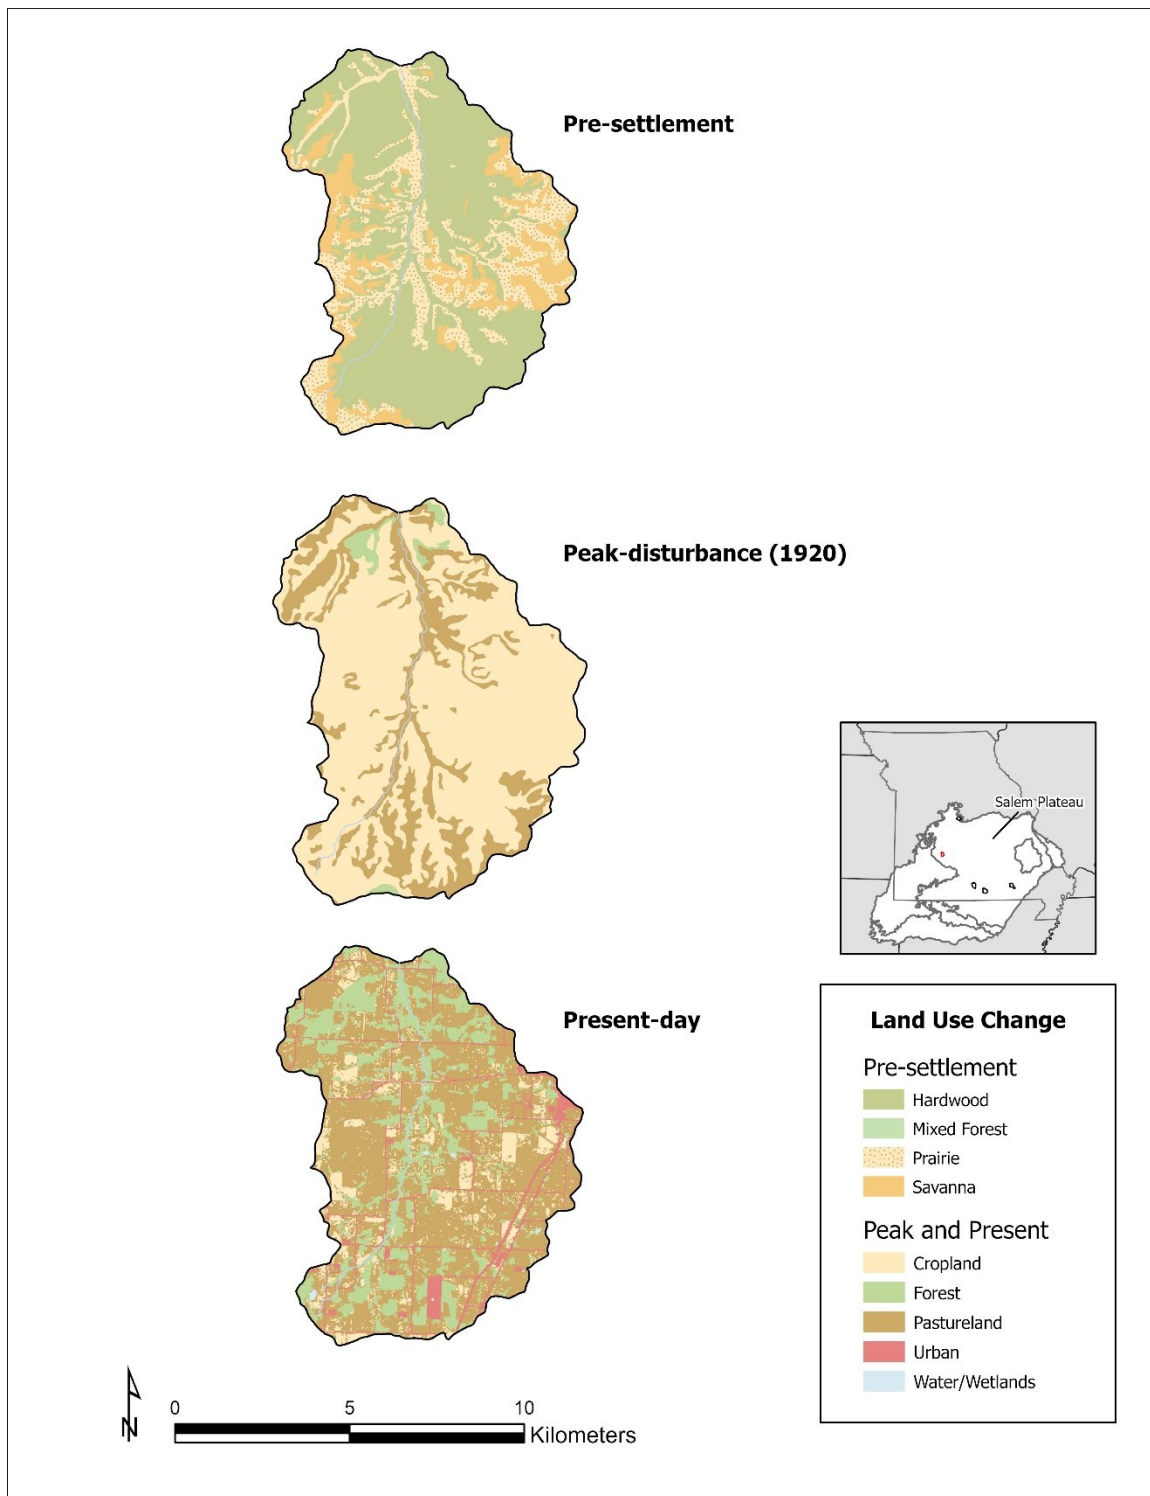 Pre-settlement
Peak-disturbance (1920)
Salem Plateau
Present-day
Land Use Change
Pre-settlement
Hardwood
Mixed Forest
Prairie
Savanna
Peak and Present
Cropland
Forest
Pastureland
Urban
Water/Wetlands
N
0 5 10
Kilometers